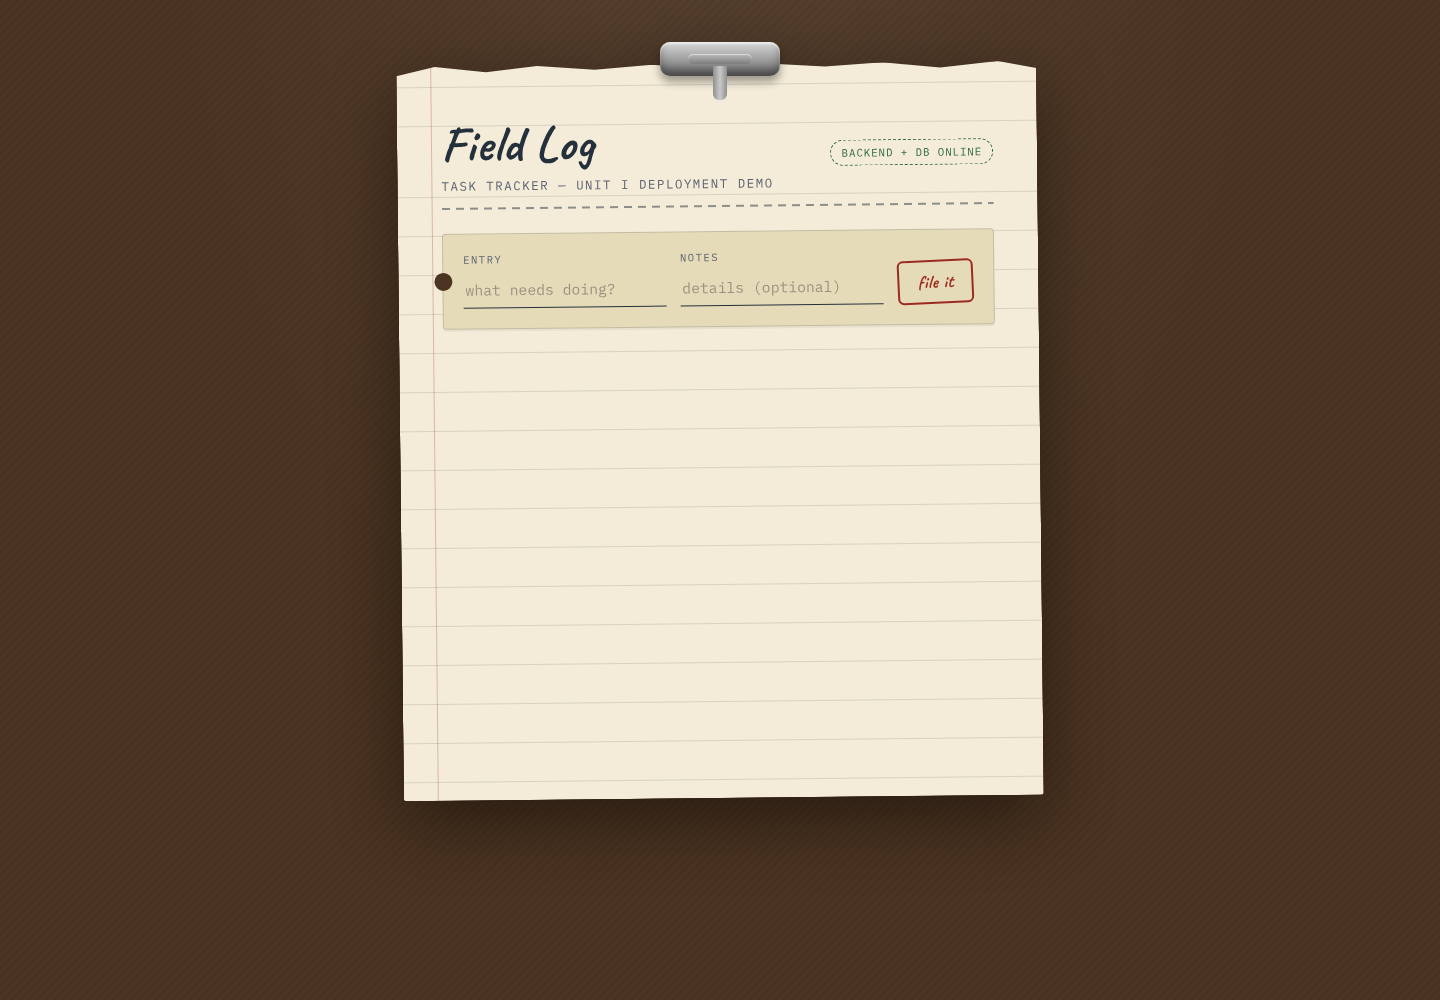 Field Log
BACKEND + DB ONLINE
TASK TRACKER — UNIT I DEPLOYMENT DEMO
ENTRY
NOTES
what needs doing?
details (optional)
file it